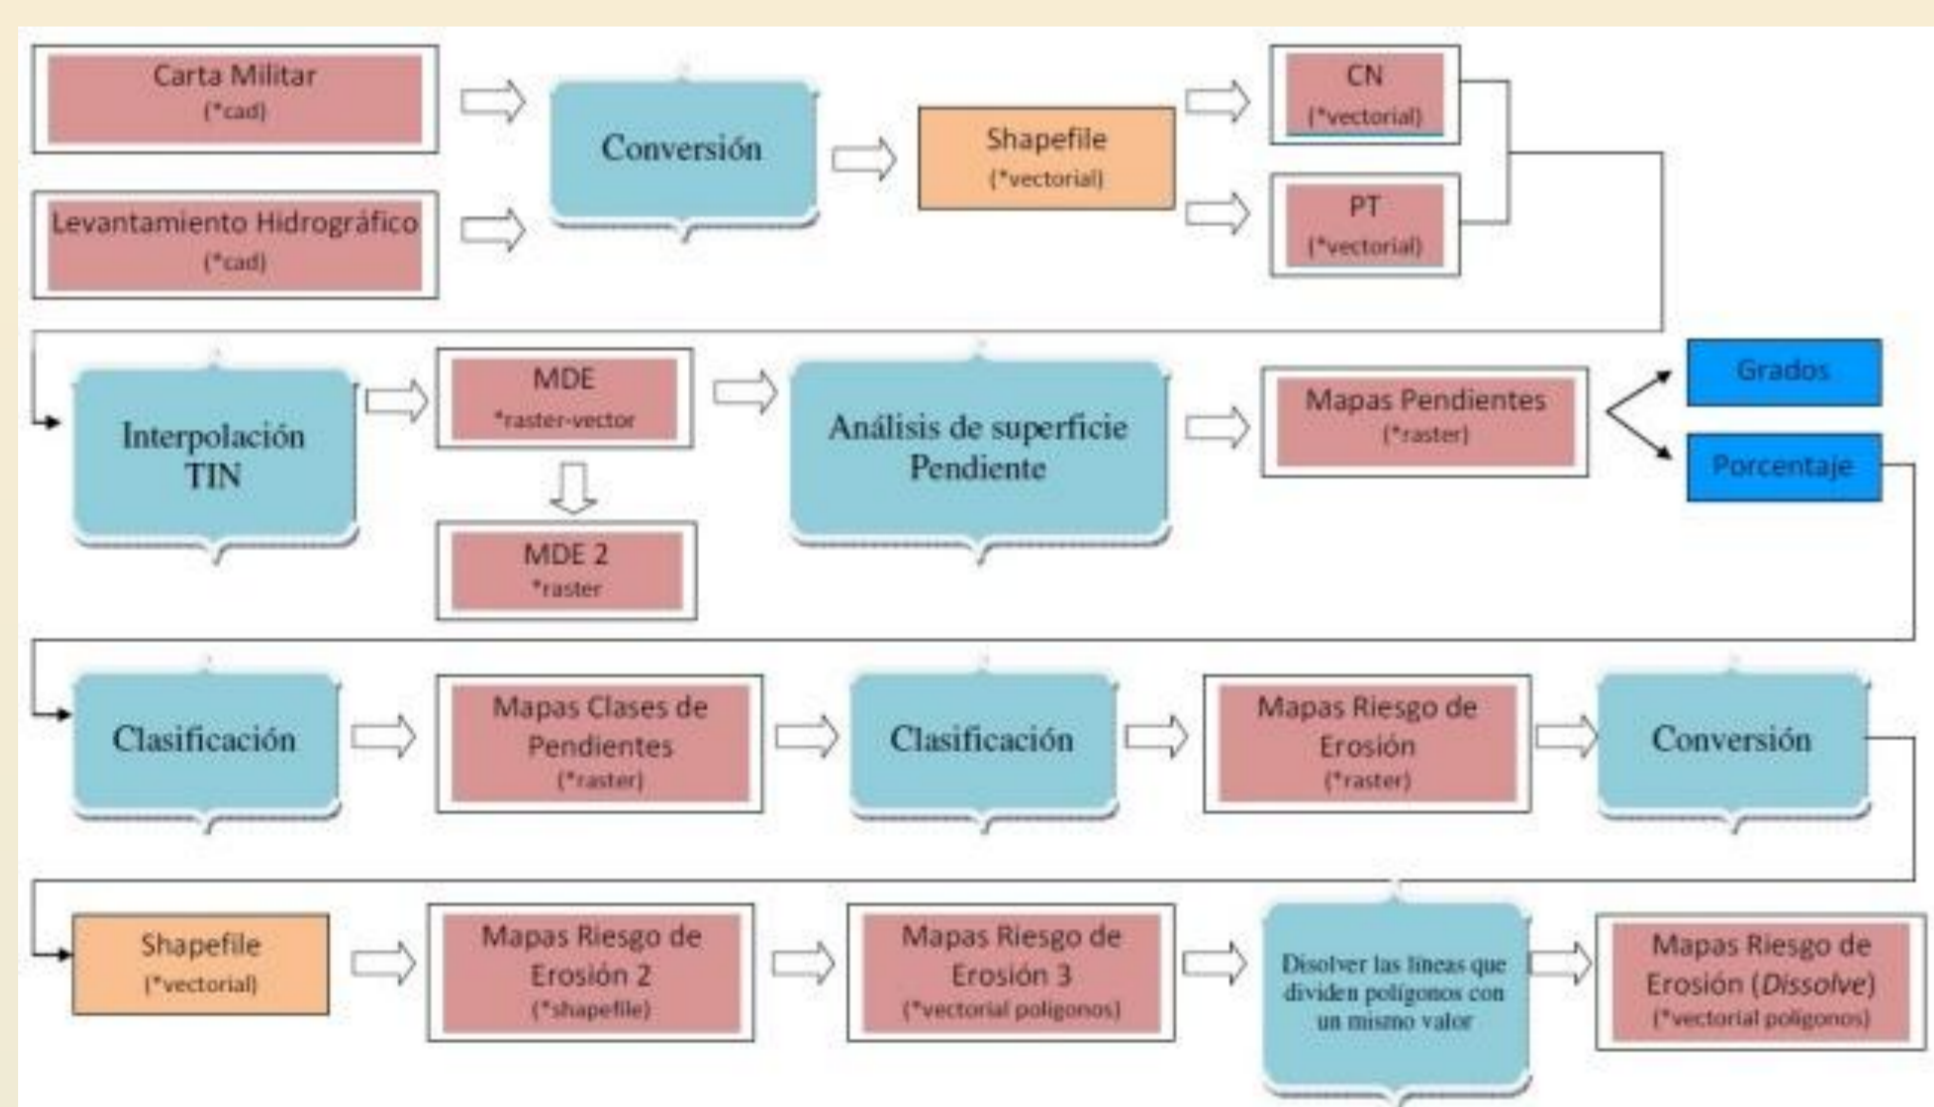 Carta Militar
(*cad)
Levantamiento Hidrográfico
(*cad)
Conversión
Shapefile
(*vectorial)
CN
(*vectorial)
PT
(*vectorial)
Interpolación
TIN
MDE
*raster-vector
MDE 2
*raster
Análisis de superficie
Pendiente
Mapas Pendientes
(*raster)
Grados
Porcentaje
Clasificación
Mapas Clases de
Pendientes
(*raster)
Clasificación
Mapas Riesgo de
Erosión
(*raster)
Conversión
Shapefile
(*vectorial)
Mapas Riesgo de
Erosión 2
(*shapefile)
Mapas Riesgo de
Erosión 3
(*vectorial poligonos)
Disolver las líneas que
dividen polígonos con
un mismo valor
Mapas Riesgo de
Erosión (Dissolve)
(*vectorial poligonos)